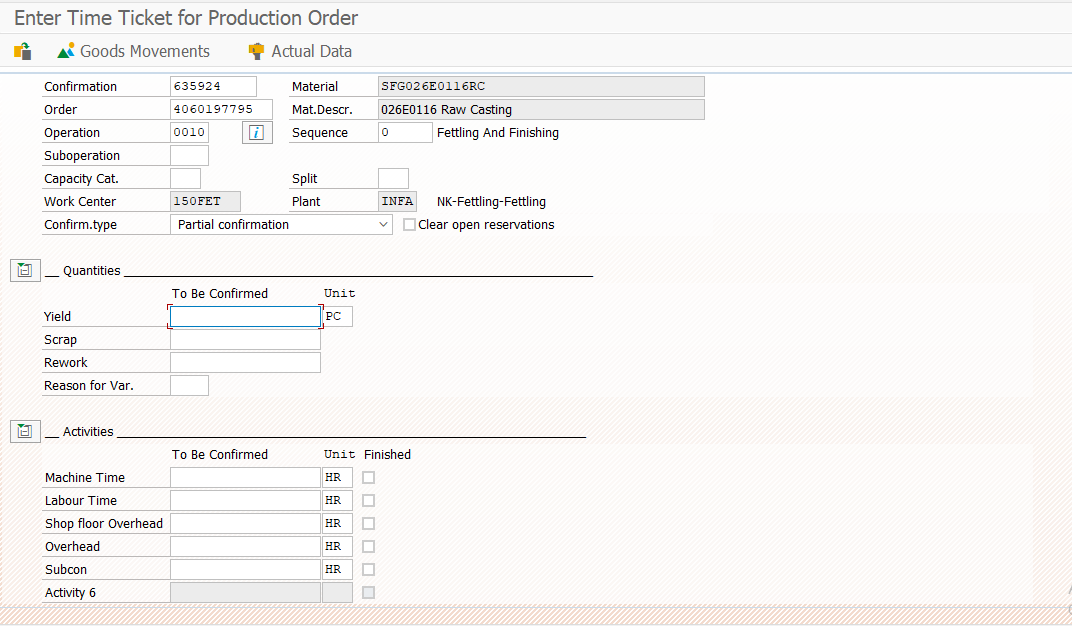 Enter Time Ticket for Production Order
Goods Movements Actual Data
Confirmation 635924 Material SFG026E0116RC
Order 4060197795 Mat.Descr. 026E0116 Raw Casting
Operation 0010 i Sequence 0 Fettling And Finishing
Suboperation
Capacity Cat. Split
Work Center 150FET Plant INFA NK-Fettling-Fettling
Confirm.type Partial confirmation Clear open reservations
Quantities
To Be Confirmed Unit
Yield PC
Scrap
Rework
Reason for Var.
Activities
To Be Confirmed Unit Finished
Machine Time HR
Labour Time HR
Shop floor Overhead HR
Overhead HR
Subcon HR
Activity 6